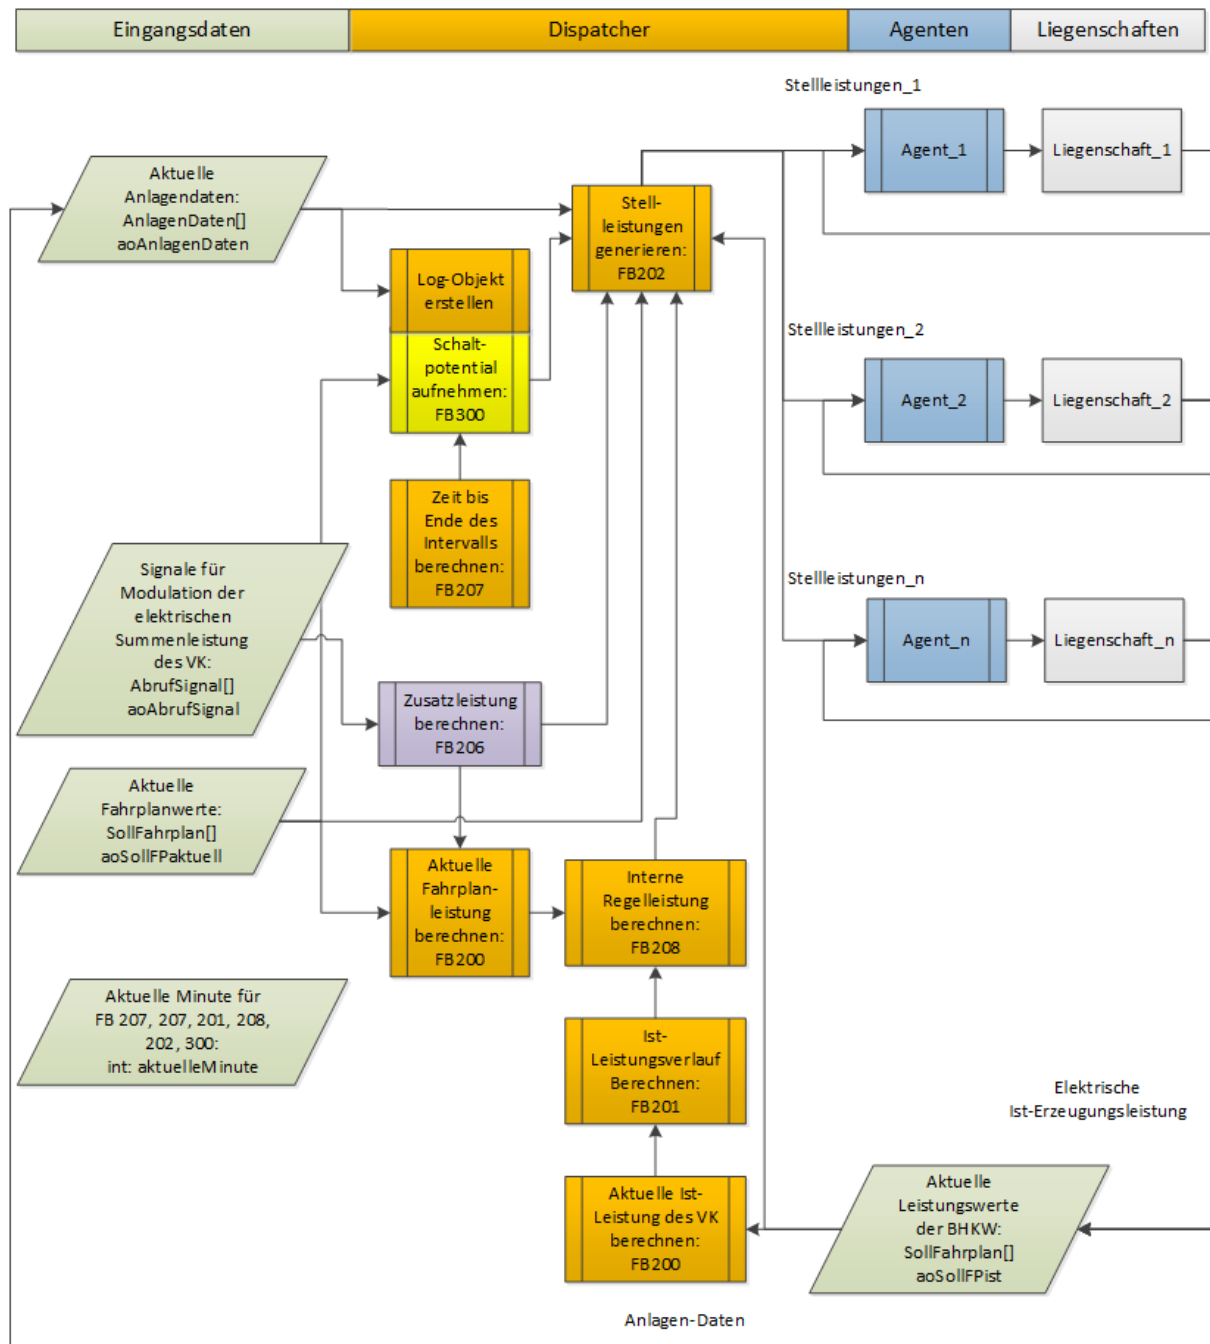 Eingangsdaten
Dispatcher
Agenten
Liegenschaften
Stellleistungen_1
Agent_1
Liegenschaft_1
Aktuelle
Anlagendaten:
AnlagenDaten[]
aoAnlagenDaten
Stell-
leistungen
generieren:
FB202
Log-Objekt
erstellen
Schalt-
potential
aufnehmen:
FB300
Stellleistungen_2
Agent_2
Liegenschaft_2
Zeit bis
Ende des
Intervalls
berechnen:
FB207
Signale für
Modulation der
elektrischen
Summenleistung
des VK:
AbrufSignal[]
aoAbrufSignal
Stellleistungen_n
Agent_n
Liegenschaft_n
Zusatzleistung
berechnen:
FB206
Aktuelle
Fahrplanwerte:
SollFahrplan[]
aoSollFPaktuell
Aktuelle
Fahrplan-
leistung
berechnen:
FB200
Interne
Regelleistung
berechnen:
FB208
Aktuelle Minute für
FB 207, 207, 201, 208,
202, 300:
int: aktuelleMinute
Ist-
Leistungsverlauf
Berechnen:
FB201
Elektrische
Ist-Erzeugungsleistung
Aktuelle Ist-
Leistung des VK
berechnen:
FB200
Aktuelle
Leistungswerte
der BHKW:
SollFahrplan[]
aoSollFPist
Anlagen-Daten